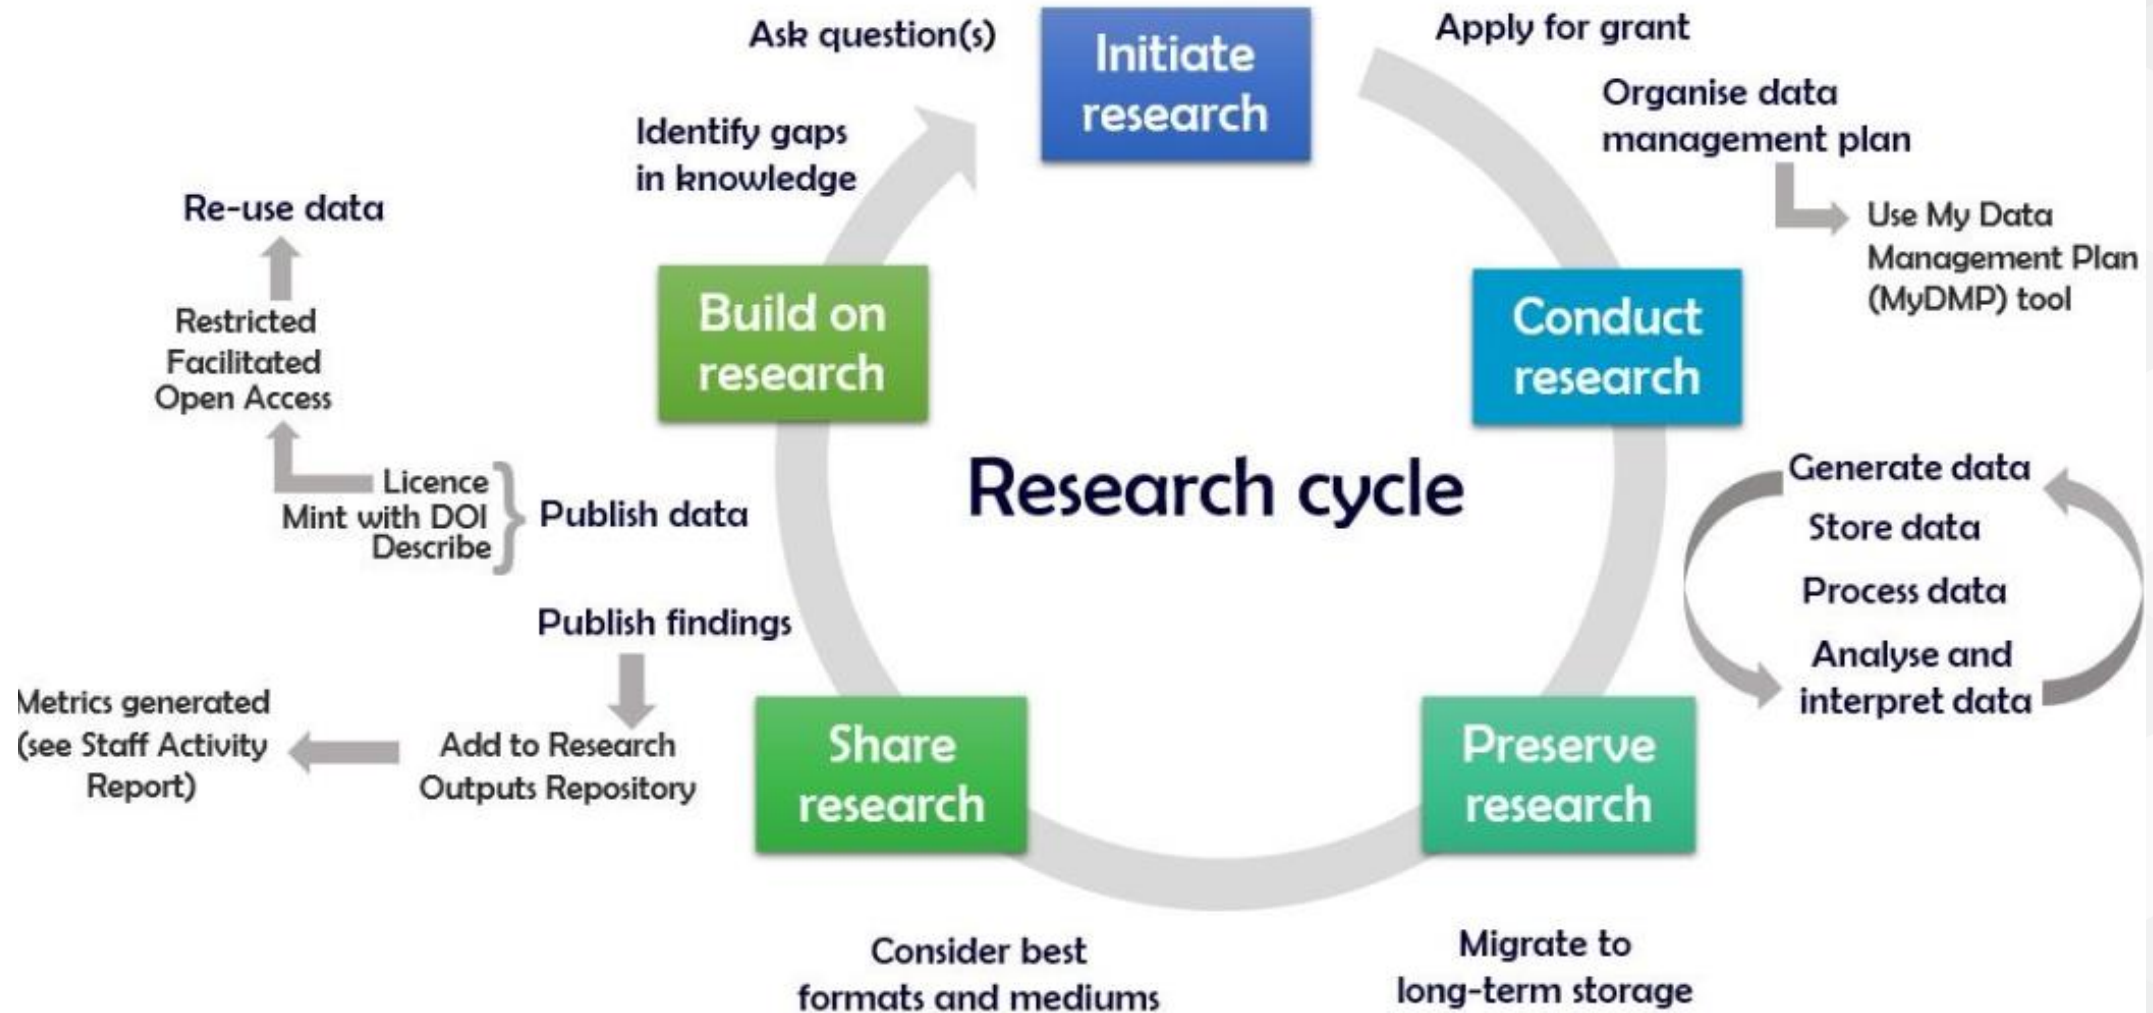 Ask question(s)
Initiate
research
Apply for grant
Organise data
management plan
Use My Data
Management Plan
(MyDMP) tool
Conduct
research
Generate data
Store data
Process data
Analyse and
interpret data
Preserve
research
Migrate to
long-term storage
Consider best
formats and mediums
Share
research
Publish findings
Add to Research
Outputs Repository
Metrics generated
(see Staff Activity
Report)
Publish data
Licence
Mint with DOI
Describe
Restricted
Facilitated
Open Access
Re-use data
Build on
research
Identify gaps
in knowledge
Research cycle